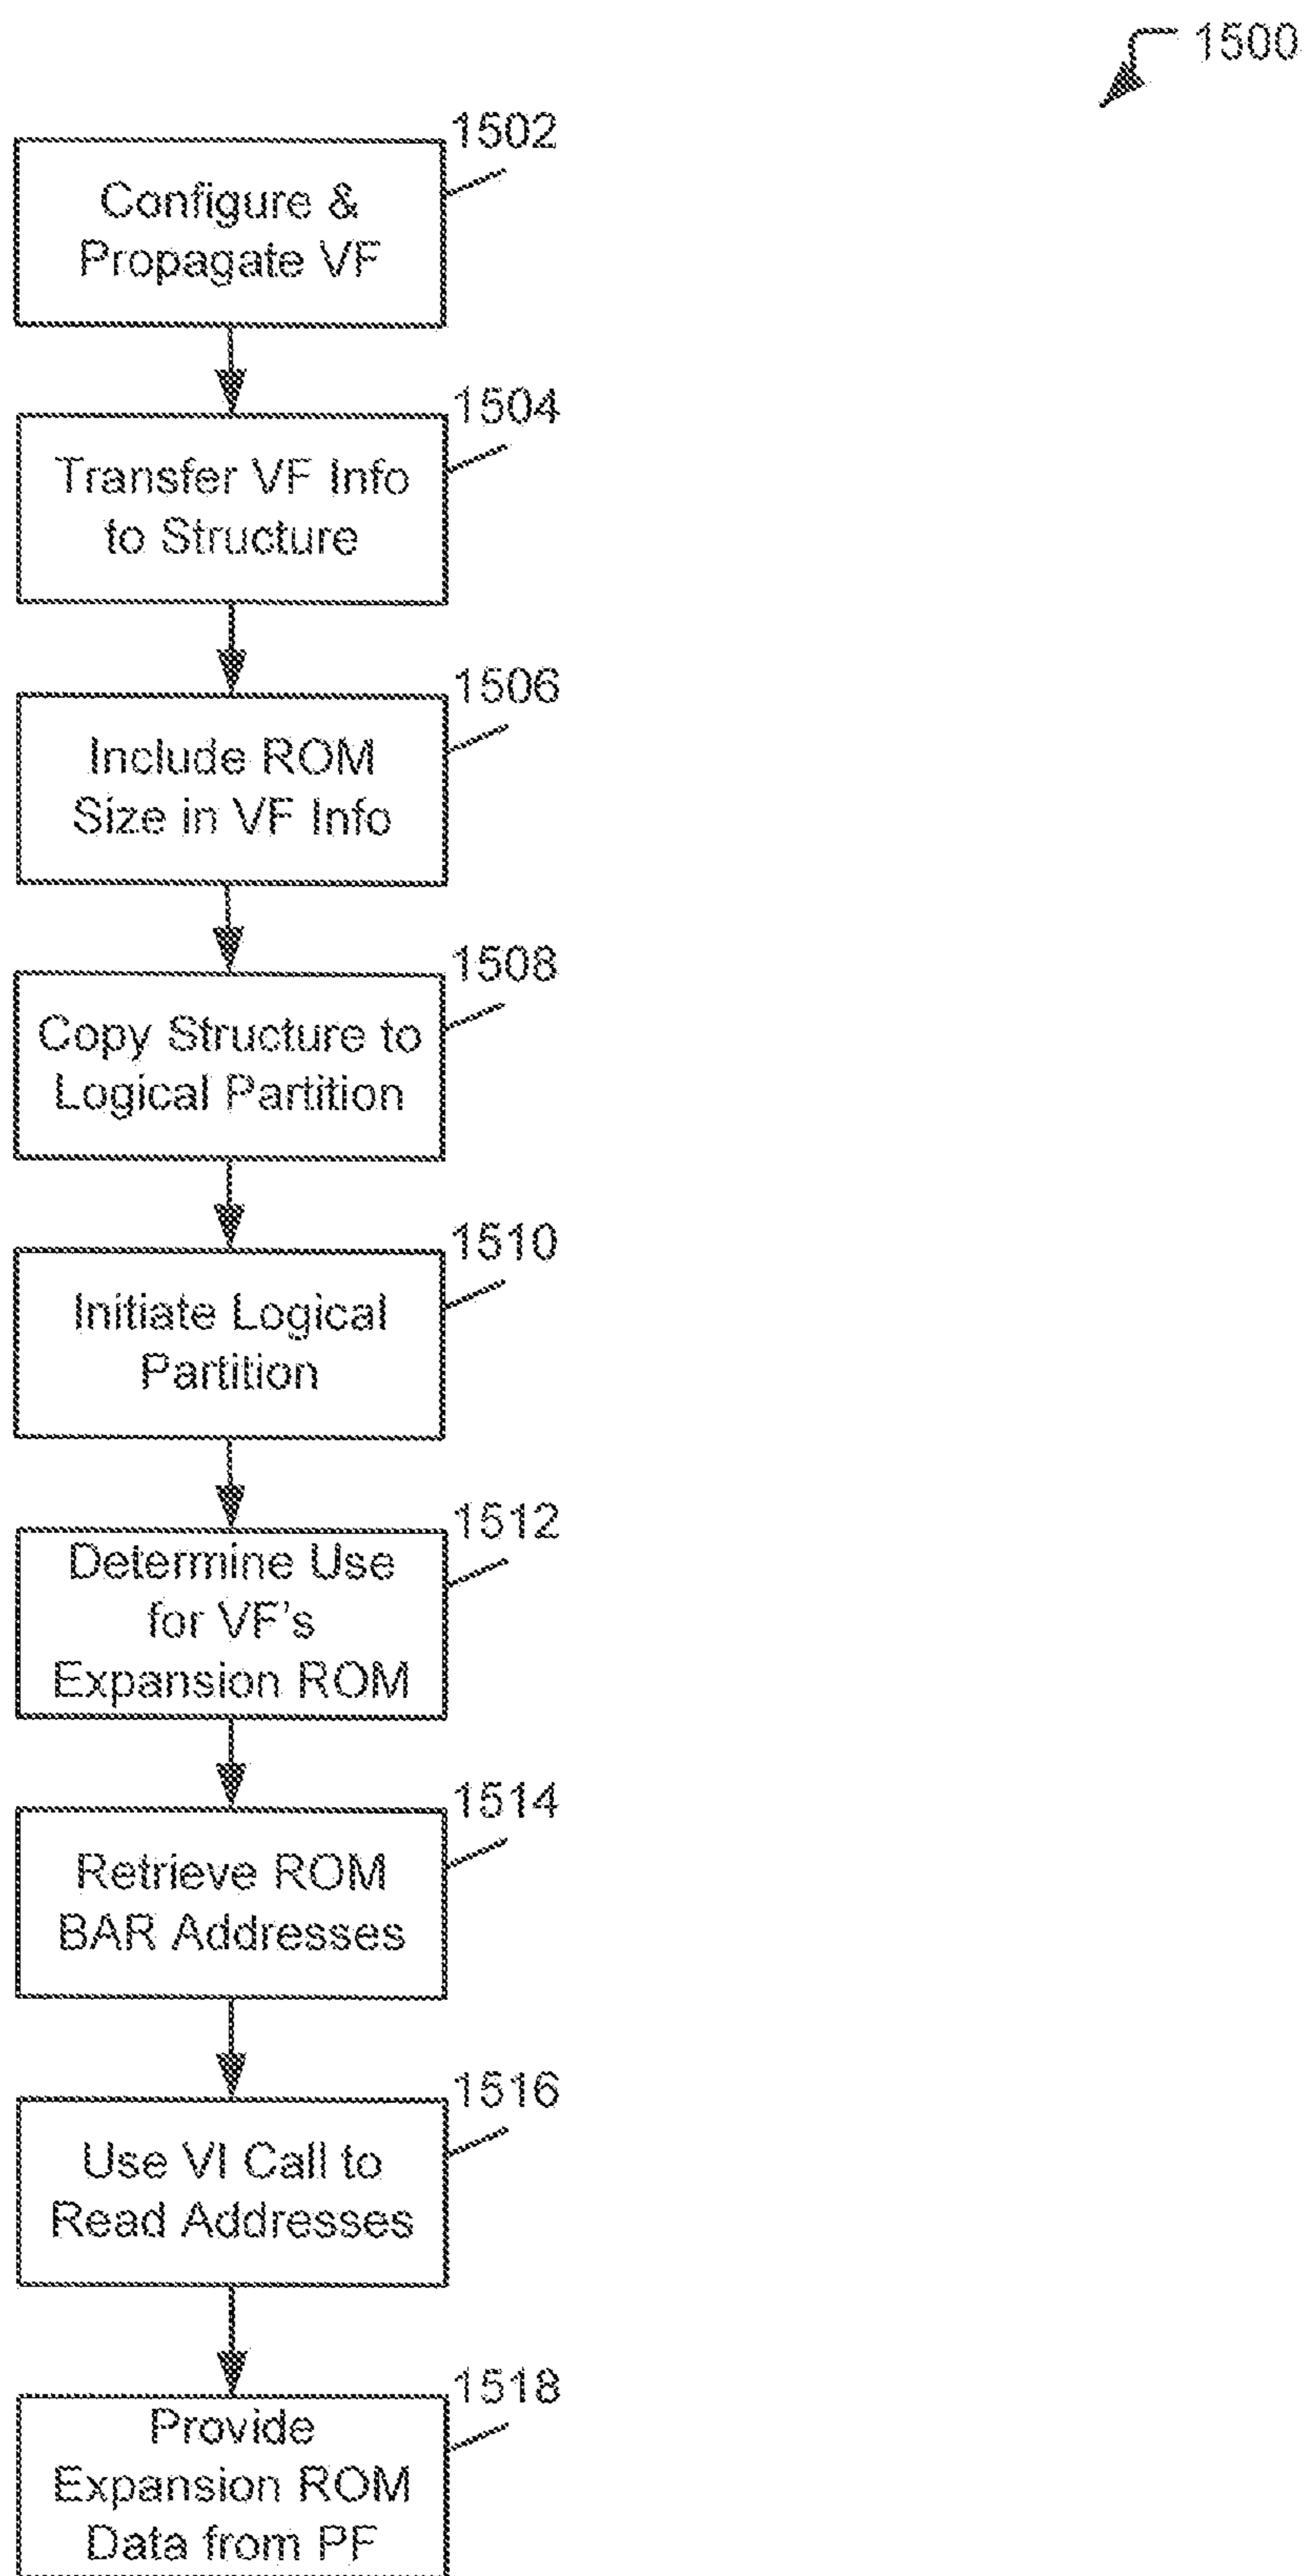 1500
1502
Configure &
Propagate VF
1504
Transfer VF Info
to Structure
1506
Include ROM
Size in VF Info
1508
Copy Structure to
Logical Partition
1510
Initiate Logical
Partition
1512
Determine Use
for VF's
Expansion ROM
1514
Retrieve ROM
BAR Addresses
1516
Use VI Call to
Read Addresses
1518
Provide
Expansion ROM
Data from PF